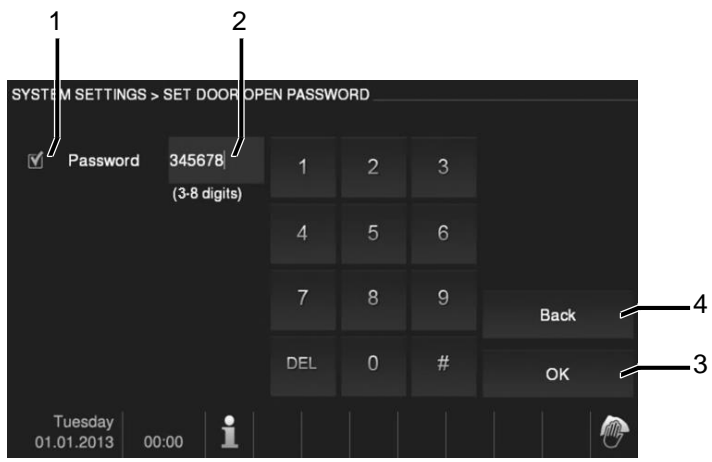 1 2
SYSTEM SETTINGS > SET DOOR OPEN PASSWORD
Password 345678
(3-8 digits)
1 2 3
4 5 6
7 8 9
DEL 0 #
Back
4
OK
3
Tuesday
01.01.2013 00:00